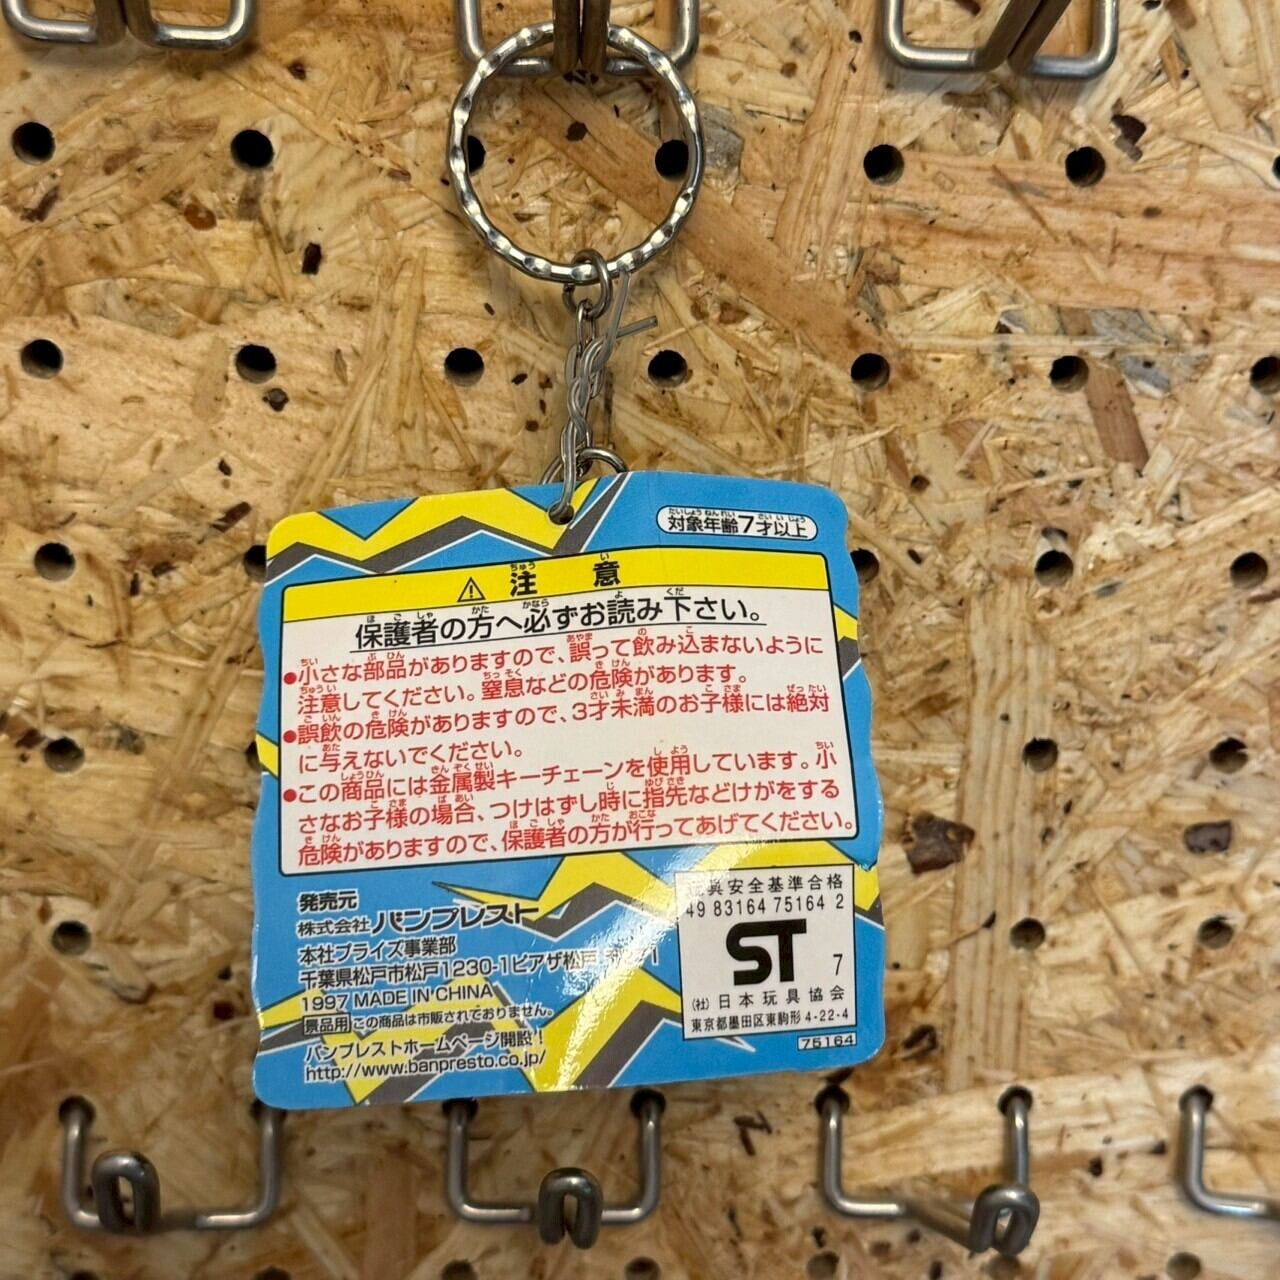 対象年齢7才以上
注意
保護者の方へ必ずお読み下さい。
●小さな部品がありますので、誤って飲み込まないように
注意してください。窒息などの危険があります。
●誤飲の危険がありますので、3才未満のお子様には絶対
に与えないでください。
●この商品には金属製キーチェーンを使用しています。小
さなお子様の場合、つけはずし時に指先などけがをする
危険がありますので、保護者の方が行ってあげてください。
発売元
株式会社バンプレスト
本社プライズ事業部
千葉県松戸市松戸1230-1ピアザ松戸
1997 MADE IN CHINA
景品用 この商品は市販されておりません。
バンプレストホームページ開設!
http://www.banpresto.co.jp/
玩具安全基準合格
49 83164 75164 2
ST 7
(社)日本玩具協会
東京都墨田区東駒形4-22-4
75164